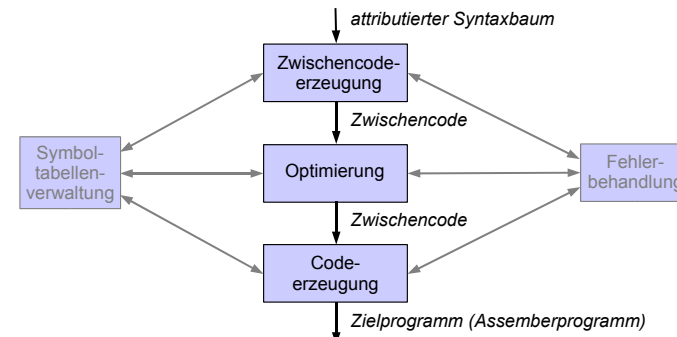 attributierter Syntaxbaum
Zwischencode-
erzeugung
Zwischencode
Symbol-
tabellen-
verwaltung
Optimierung
Fehler-
behandlung
Zwischencode
Code-
erzeugung
Zielprogramm (Assemberprogramm)